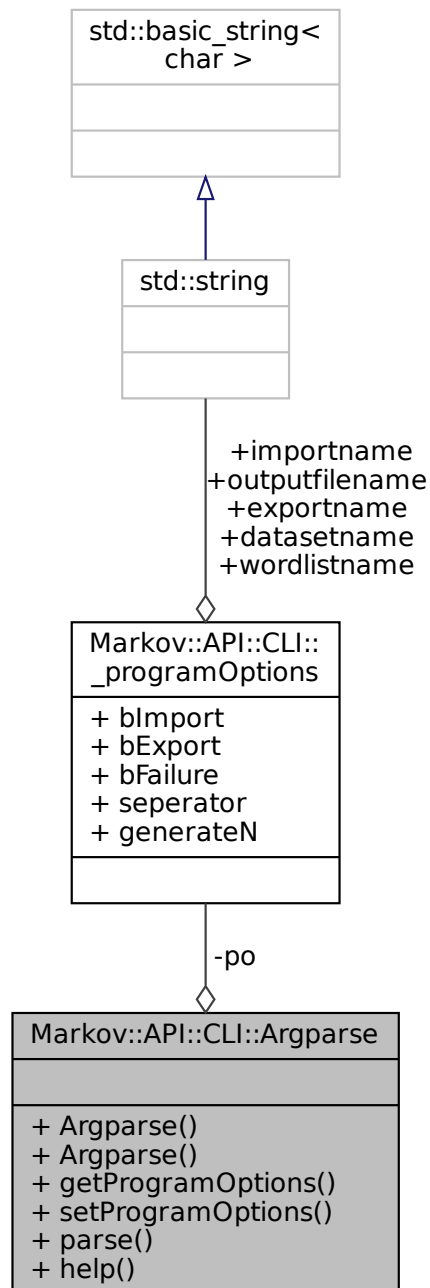 std::basic_string<
char >
std::string
+importname
+outputfilename
+exportname
+datasetname
+wordlistname
Markov::API::CLI::
_programOptions
+ bImport
+ bExport
+ bFailure
+ seperator
+ generateN
-po
Markov::API::CLI::Argparse
+ Argparse()
+ Argparse()
+ getProgramOptions()
+ setProgramOptions()
+ parse()
+ help()